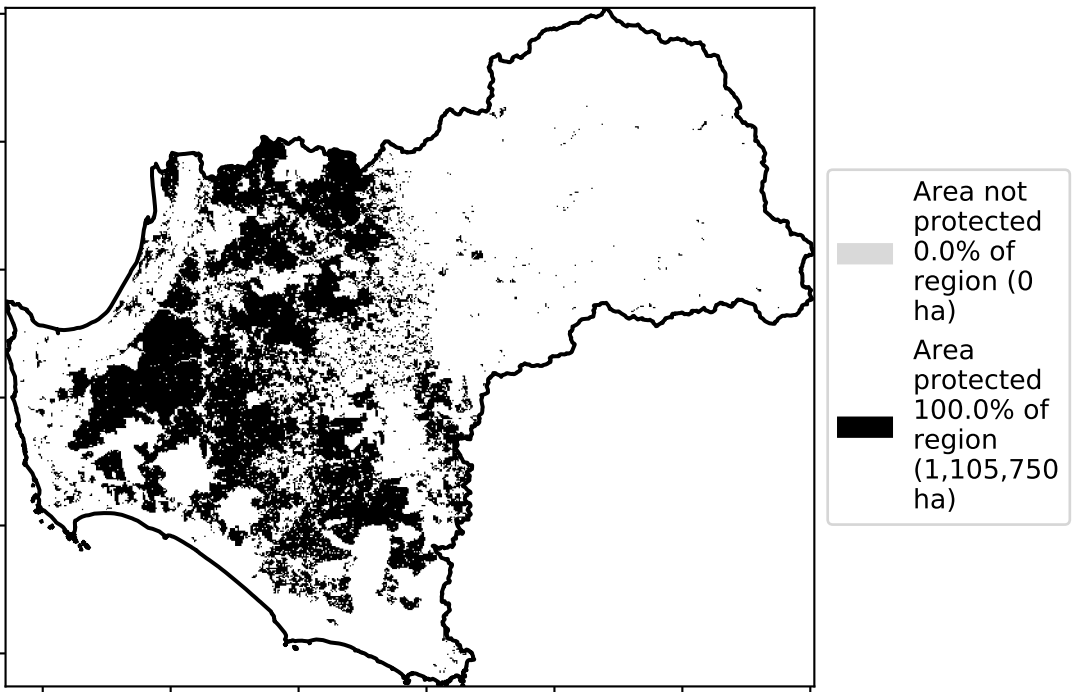 Area not
protected
0.0% of
region (0
ha)
Area
protected
100.0% of
region
(1,105,750
ha)